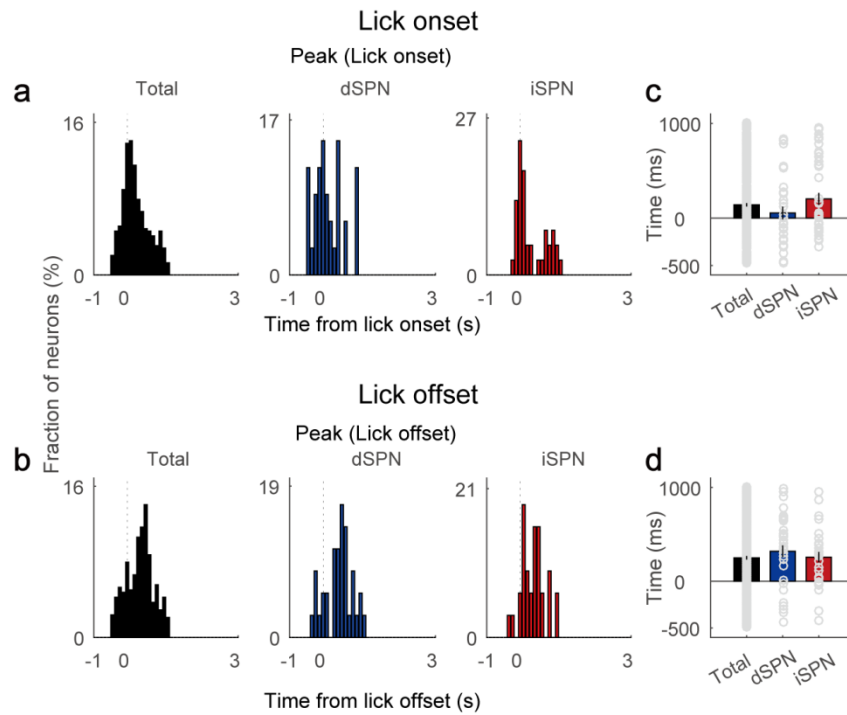 Lick onset
Peak (Lick onset)
a
Total
dSPN
iSPN
c
16
17
27
1000
Time (ms)
0
-500
0
0
0
-1 0 3
-1 0 3
-1 0 3
Total
dSPN
iSPN
Time from lick onset (s)
Fraction of neurons (%)
Lick offset
Peak (Lick offset)
b
Total
dSPN
iSPN
d
16
19
21
1000
Time (ms)
0
-500
0
0
0
-1 0 3
-1 0 3
-1 0 3
Total
dSPN
iSPN
Time from lick offset (s)